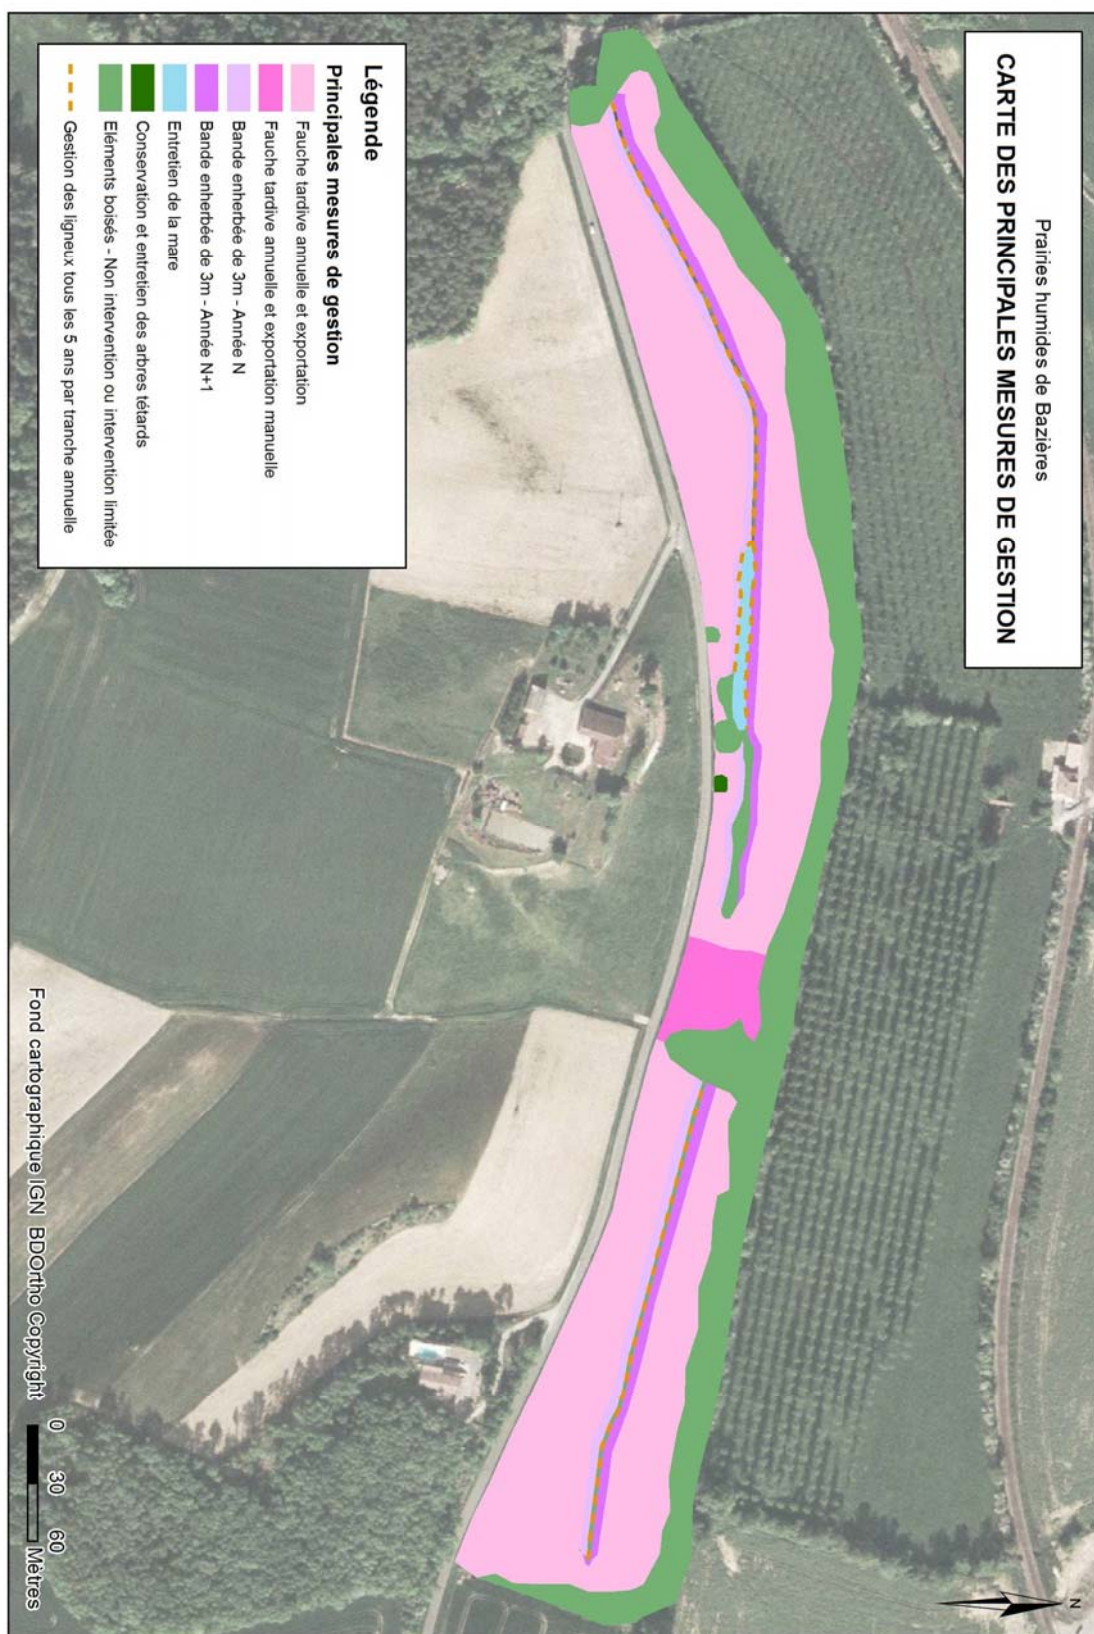 Prairies humides de Bazières
CARTE DES PRINCIPALES MESURES DE GESTION
N
Légende
Principales mesures de gestion
Fauche tardive annuelle et exportation
Fauche tardive annuelle et exportation manuelle
Bande enherbée de 3m - Année N
Bande enherbée de 3m - Année N+1
Entretien de la mare
Conservation et entretien des arbres tétards
Eléments boisés - Non intervention ou intervention limitée
Gestion des ligneux tous les 5 ans par tranche annuelle
Fond cartographique IGN BDOrtho Copyright
0 30 60
Mètres